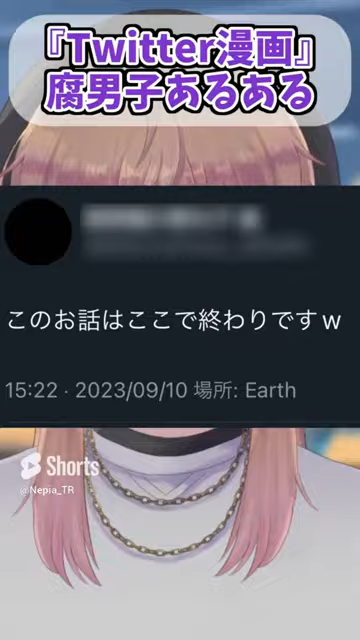 『Twitter漫画』
腐男子あるある
このお話はここで終わりですｗ
15:22 · 2023/09/10 場所: Earth
Shorts
@Nepia_TR